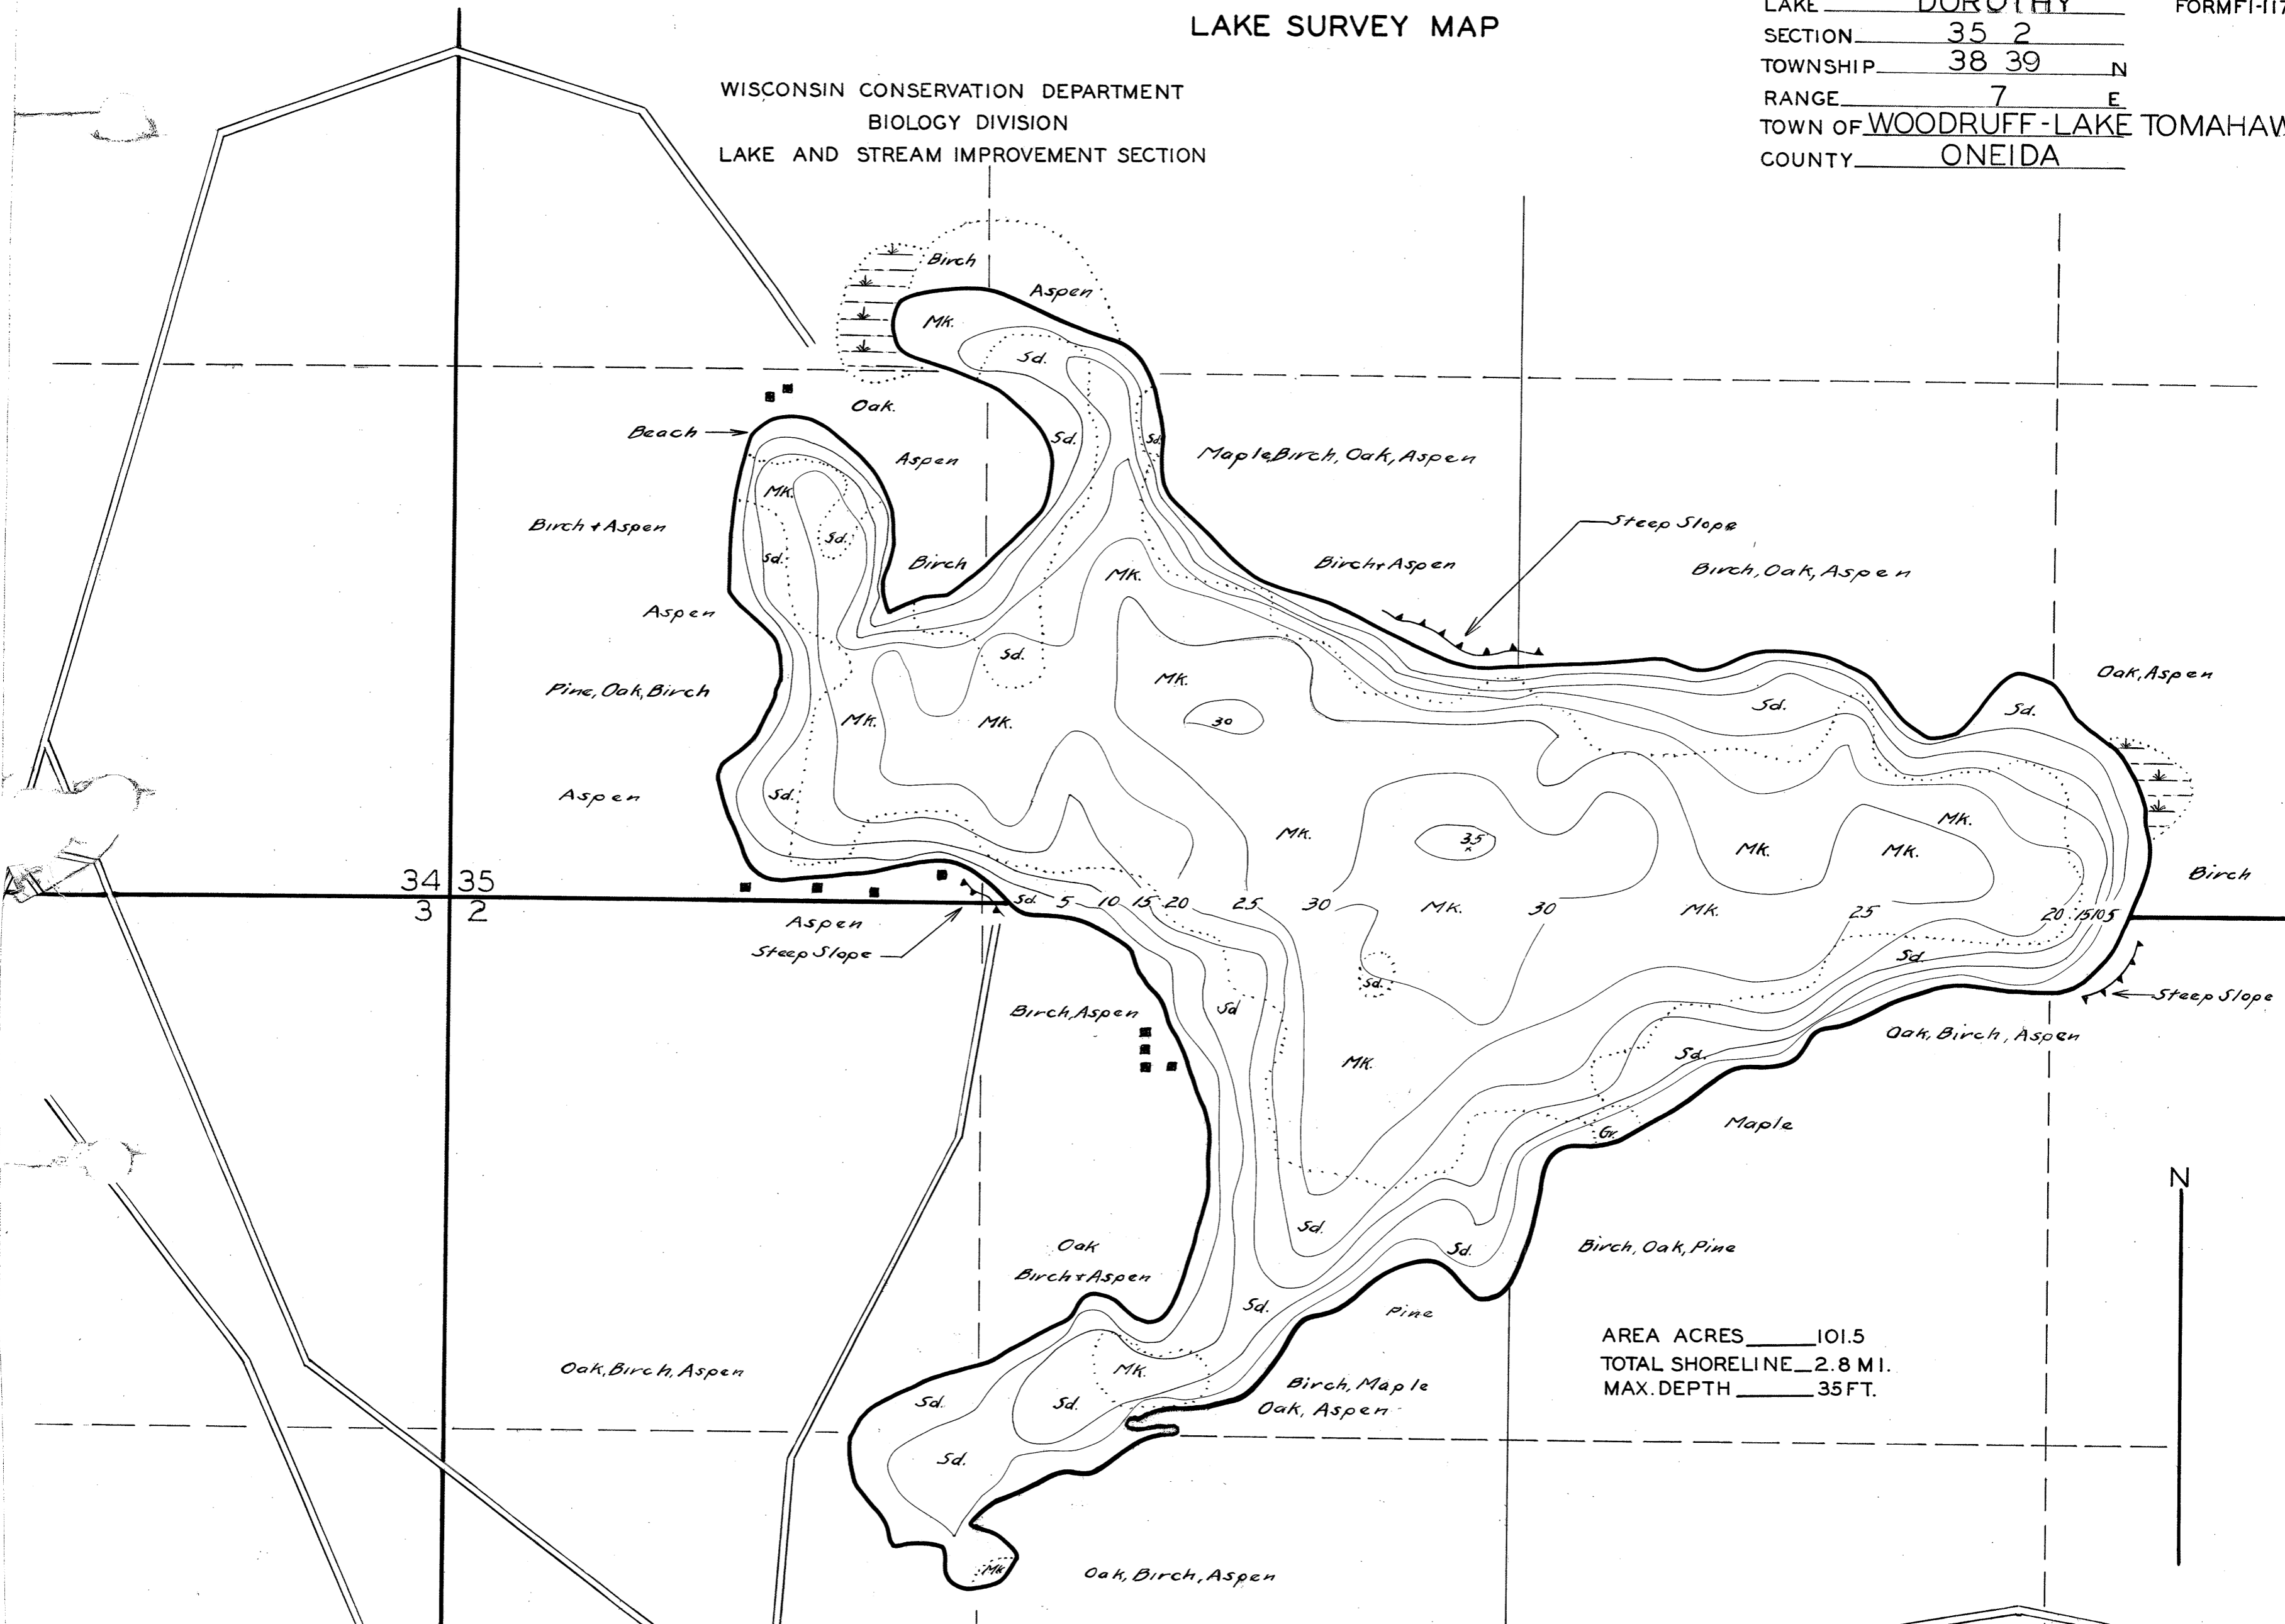 LAKE SURVEY MAP
WISCONSIN CONSERVATION DEPARTMENT
BIOLOGY DIVISION
LAKE AND STREAM IMPROVEMENT SECTION
LAKE DOROTHY
SECTION 35 2
TOWNSHIP 38 39 N
RANGE 7 E
TOWN OF WOODRUFF-LAKE TOMAHAW
COUNTY ONEIDA
FORM FI-117
Birch
Aspen
Mk.
Sd.
Oak.
Beach
Aspen
Sd.
Sd.
Maple, Birch, Oak, Aspen
Mk.
Birch + Aspen
Sd.
Sd.
Steep Slope
Birch
Mk.
Birch + Aspen
Birch, Oak, Aspen
Aspen
Sd.
Oak, Aspen
Pine, Oak, Birch
Mk.
Mk.
Mk.
30
Sd.
Sd.
Aspen
Sd.
Mk.
35
Mk.
Mk.
Mk.
Birch
34 35
3 2
Sd. 5 10 15 20 25 30 Mk. 30 Mk. 25 20 15 10 5
Aspen
Steep Slope
Sd.
Sd.
Steep Slope
Birch, Aspen
Sd
Oak, Birch, Aspen
Mk.
Sd.
Gr.
Maple
N
Sd.
Oak
Birch + Aspen
Sd.
Birch, Oak, Pine
Sd.
Pine
AREA ACRES 101.5
TOTAL SHORELINE 2.8 MI.
MAX. DEPTH 35 FT.
Oak, Birch, Aspen
Mk.
Sd.
Sd.
Birch, Maple
Oak, Aspen
Sd.
Mk
Oak, Birch, Aspen